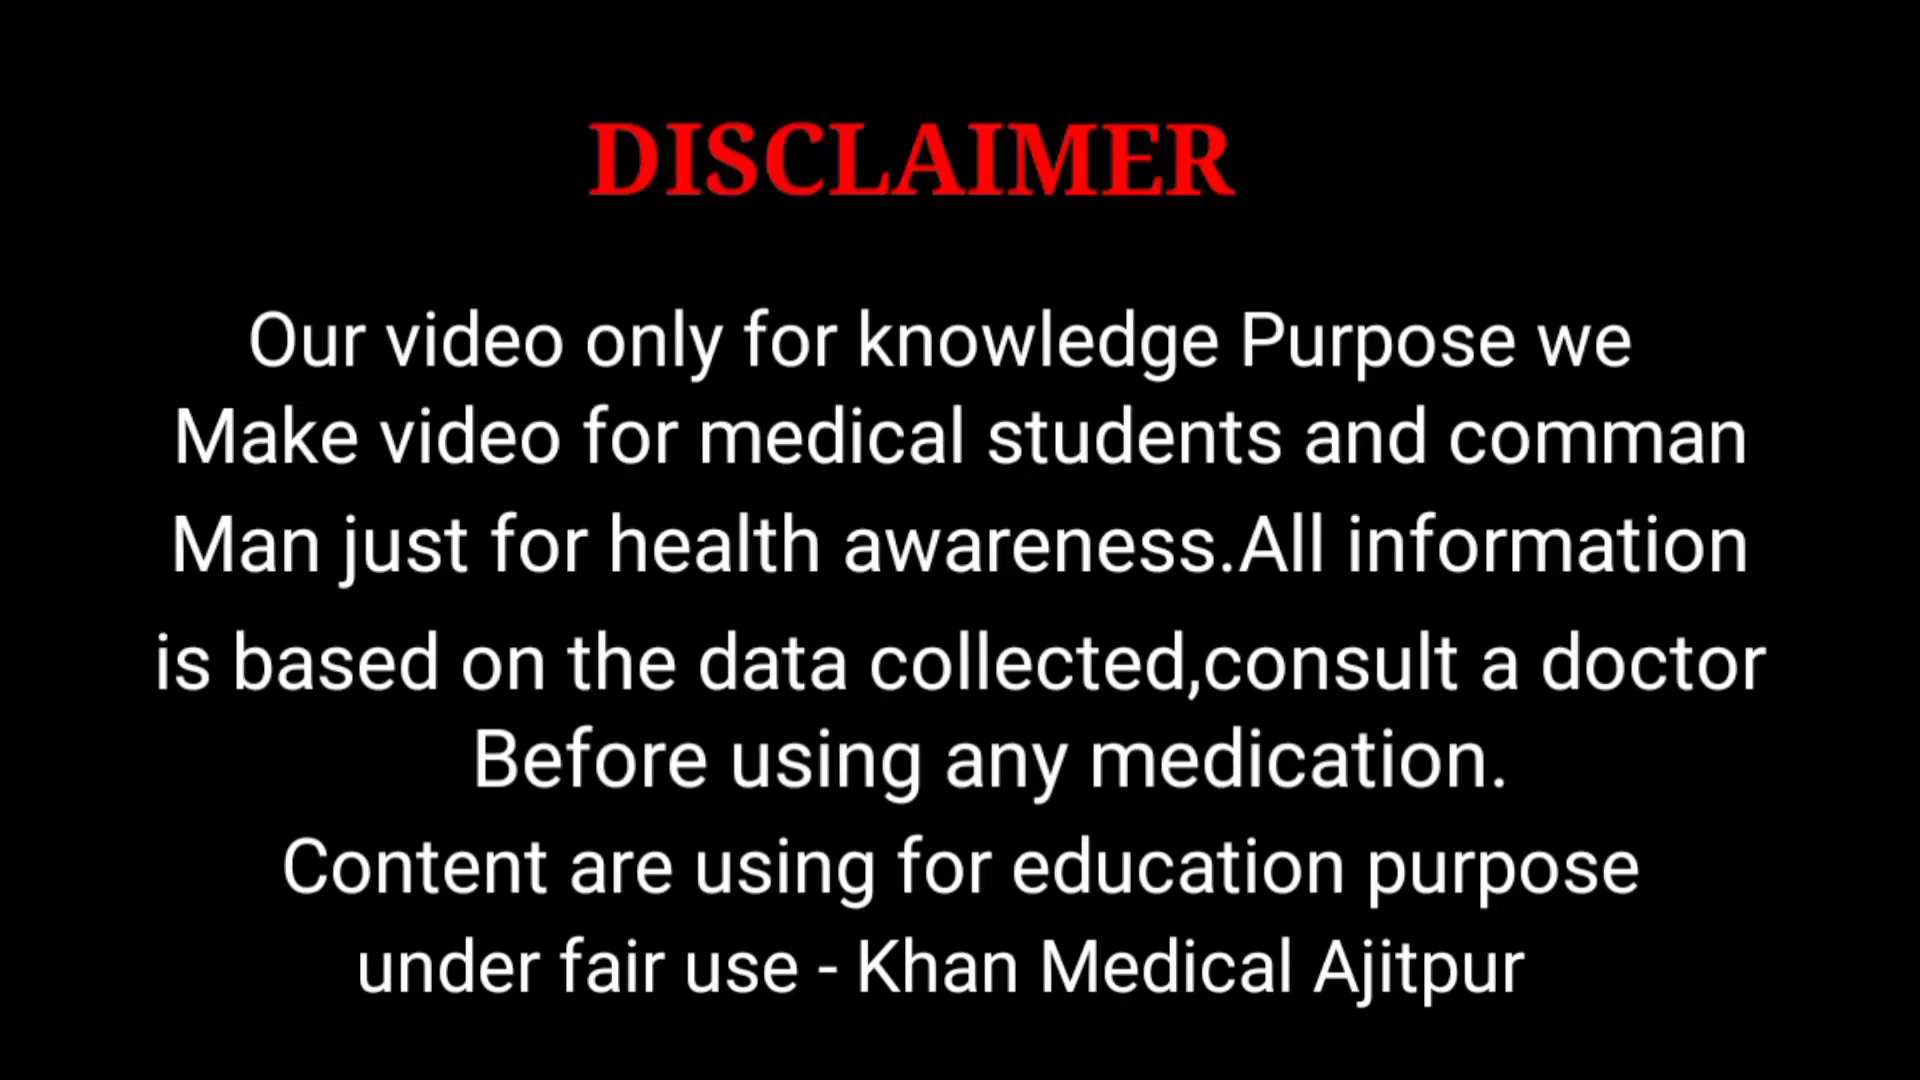 DISCLAIMER
Our video only for knowledge Purpose we
Make video for medical students and comman
Man just for health awareness.All information
is based on the data collected,consult a doctor
Before using any medication.
Content are using for education purpose
under fair use - Khan Medical Ajitpur